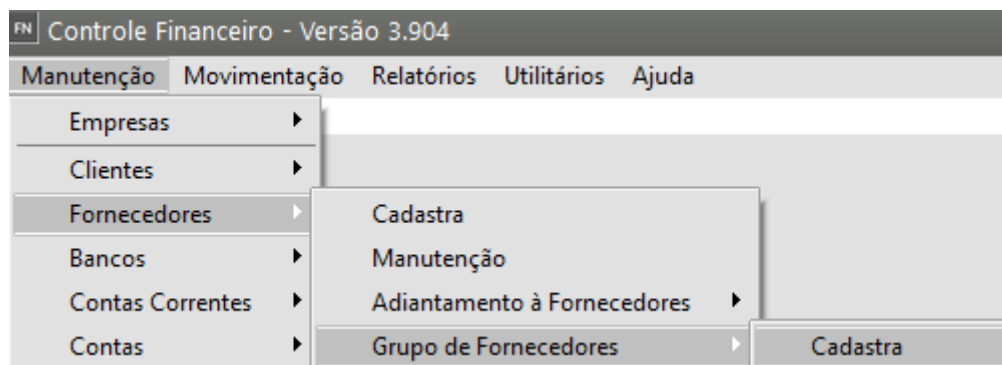 FN Controle Financeiro - Versão 3.904
Manutenção Movimentação Relatórios Utilitários Ajuda
Empresas
Clientes
Fornecedores Cadastra
Bancos Manutenção
Contas Correntes Adiantamento à Fornecedores
Contas Grupo de Fornecedores Cadastra